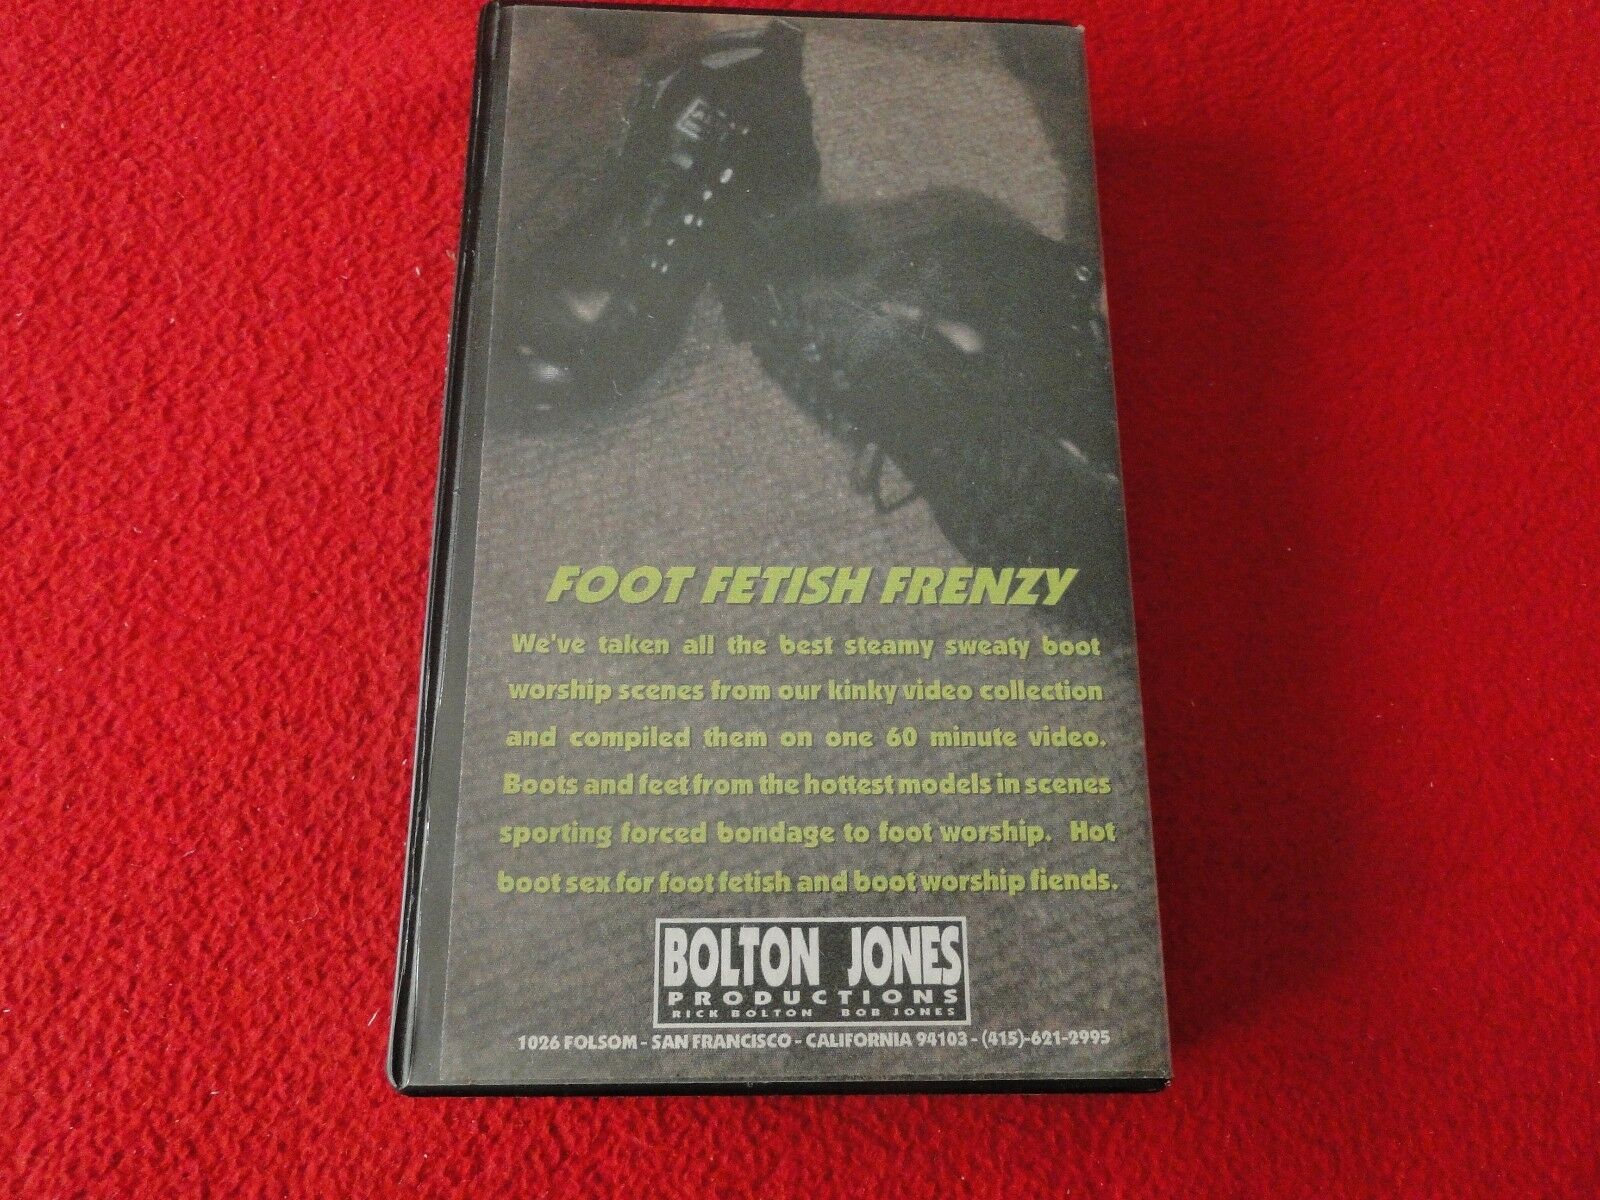 FOOT FETISH FRENZY
We've taken all the best steamy sweaty boot
worship scenes from our kinky video collection
and compiled them on one 60 minute video.
Boots and feet from the hottest models in scenes
sporting forced bondage to foot worship. Hot
boot sex for foot fetish and boot worship fiends.
BOLTON JONES
PRODUCTIONS
RICK BOLTON BOB JONES
1026 FOLSOM - SAN FRANCISCO - CALIFORNIA 94103 - (415)-621-2995